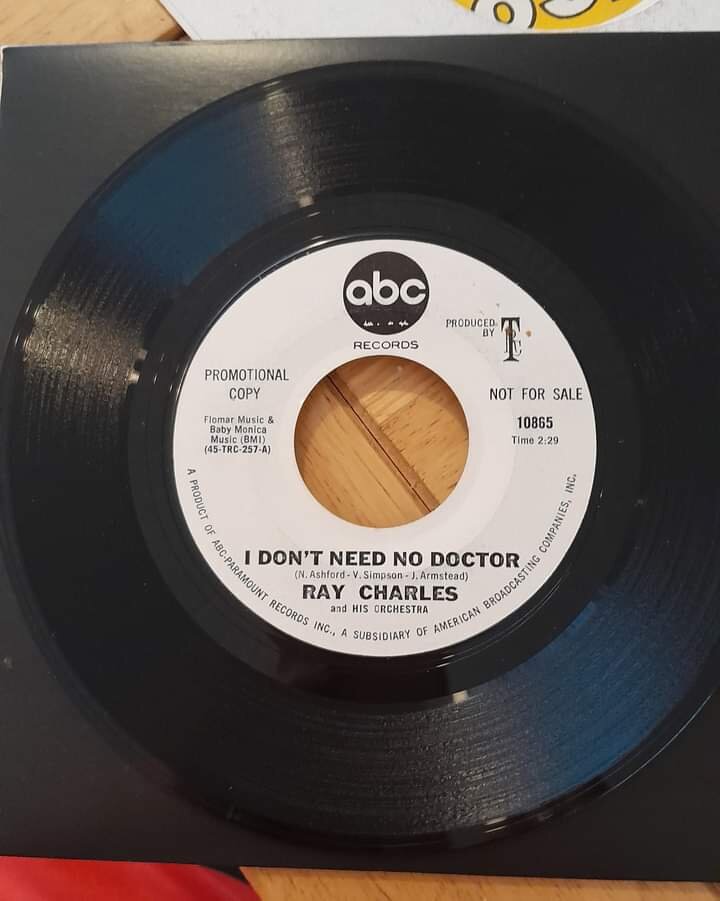 abc
RECORDS
PRODUCED
BY
TRC
PROMOTIONAL
COPY
NOT FOR SALE
Flomar Music &
Baby Monica
Music (BMI)
(45-TRC-257-A)
10865
Time 2:29
I DON'T NEED NO DOCTOR
(N. Ashford - V. Simpson - J. Armstead)
RAY CHARLES
and HIS ORCHESTRA
A PRODUCT OF ABC-PARAMOUNT RECORDS INC., A SUBSIDIARY OF AMERICAN BROADCASTING COMPANIES, INC.